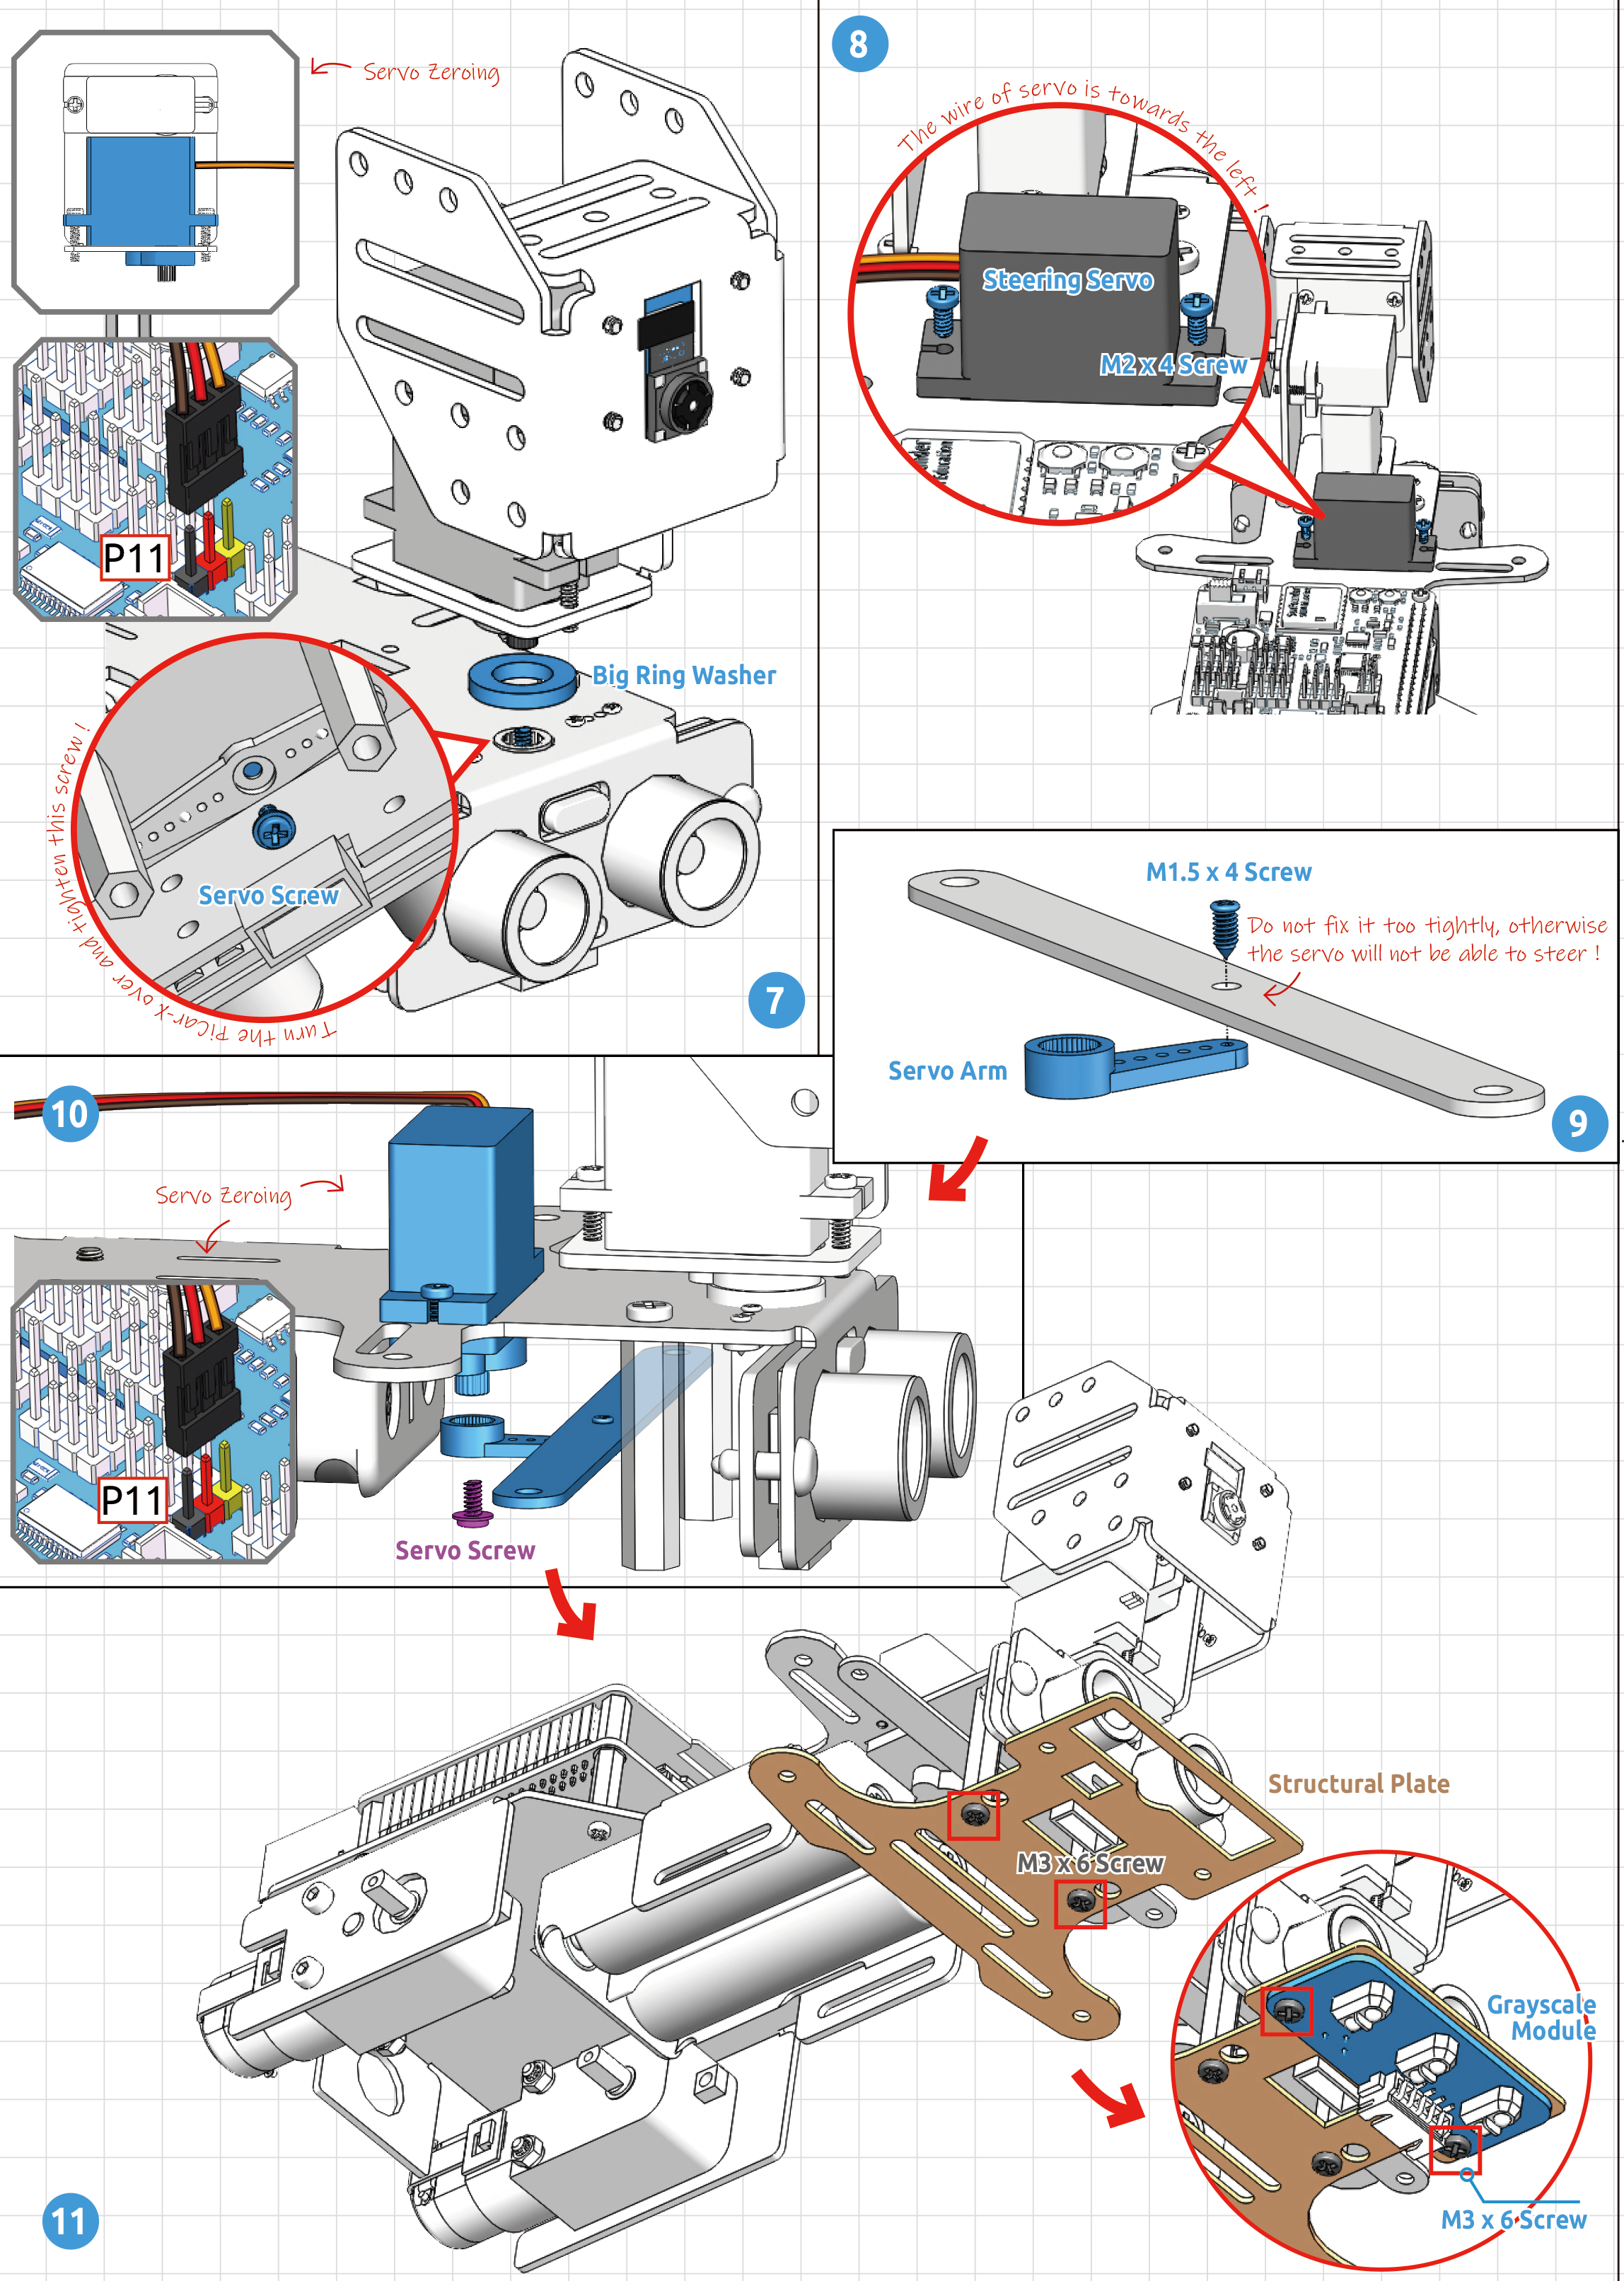 Servo Zeroing
P11
Big Ring Washer
Servo Screw
Turn the PiCar-X over and tighten this screw !
7
8
The wire of servo is towards the left !
Steering Servo
M2 x 4 Screw
M1.5 x 4 Screw
Do not fix it too tightly, otherwise
the servo will not be able to steer !
Servo Arm
9
10
Servo Zeroing
P11
Servo Screw
Structural Plate
M3 x 6 Screw
Grayscale
Module
M3 x 6 Screw
11